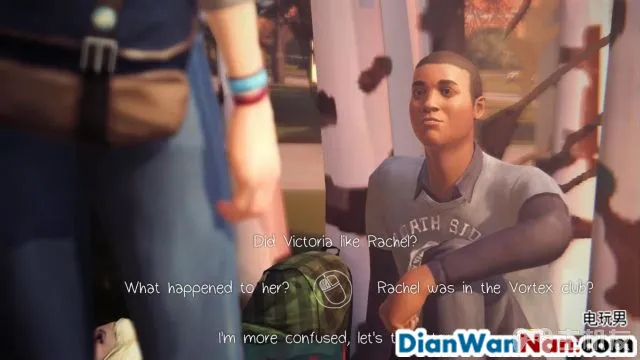 Did Victoria like Rachel?
What happened to her?
Rachel was in the Vortex club?
I'm more confused, let's
电玩男
DianWanNan.com